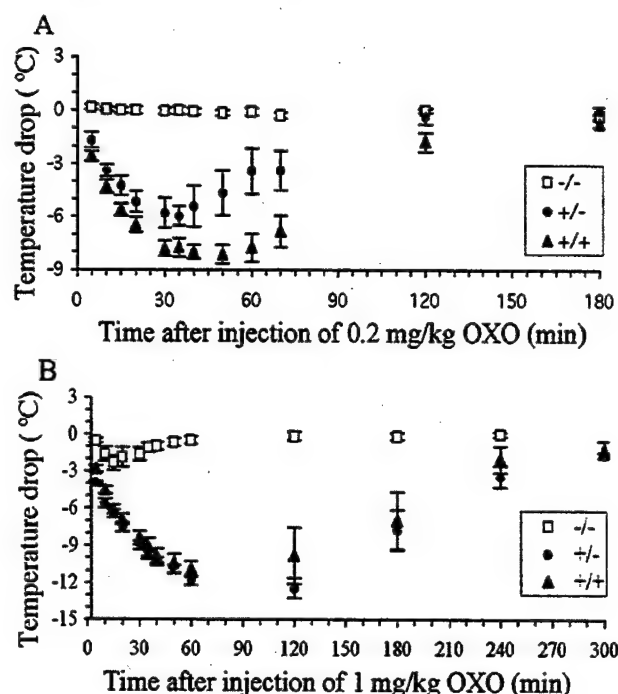 A
Temperature drop (°C)
3
0
-3
-6
-9
0 30 60 90 120 150 180
-/-
+/-
+/+
Time after injection of 0.2 mg/kg OXO (min)
B
Temperature drop (°C)
3
0
-3
-6
-9
-12
-15
0 30 60 90 120 150 180 210 240 270 300
-/-
+/-
+/+
Time after injection of 1 mg/kg OXO (min)